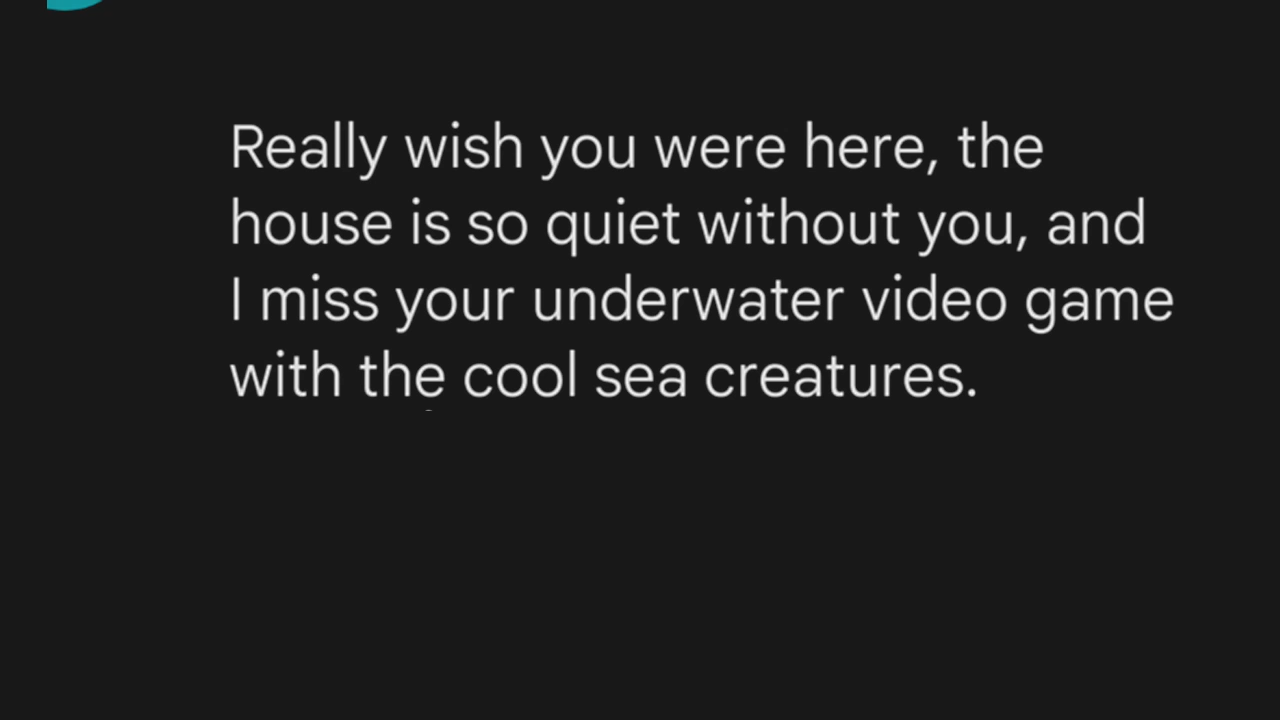 Really wish you were here, the
house is so quiet without you, and
I miss your underwater video game
with the cool sea creatures.